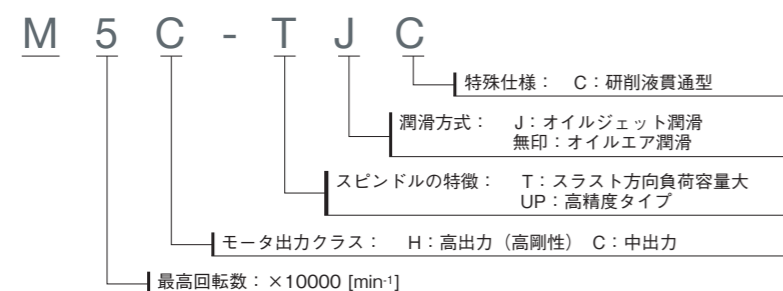 M 5 C - T J C
特殊仕様： C：研削液貫通型
潤滑方式： J：オイルジェット潤滑
無印：オイルエア潤滑
スピンドルの特徴： T：スラスト方向負荷容量大
UP：高精度タイプ
モータ出力クラス： H：高出力（高剛性） C：中出力
最高回転数：×10000 [min-1]